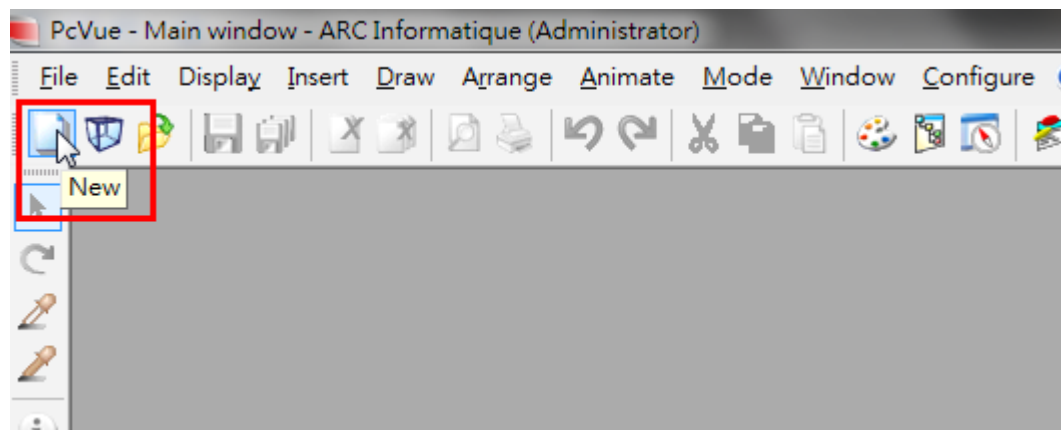 PcVue - Main window - ARC Informatique (Administrator)
File Edit Display Insert Draw Arrange Animate Mode Window Configure
New